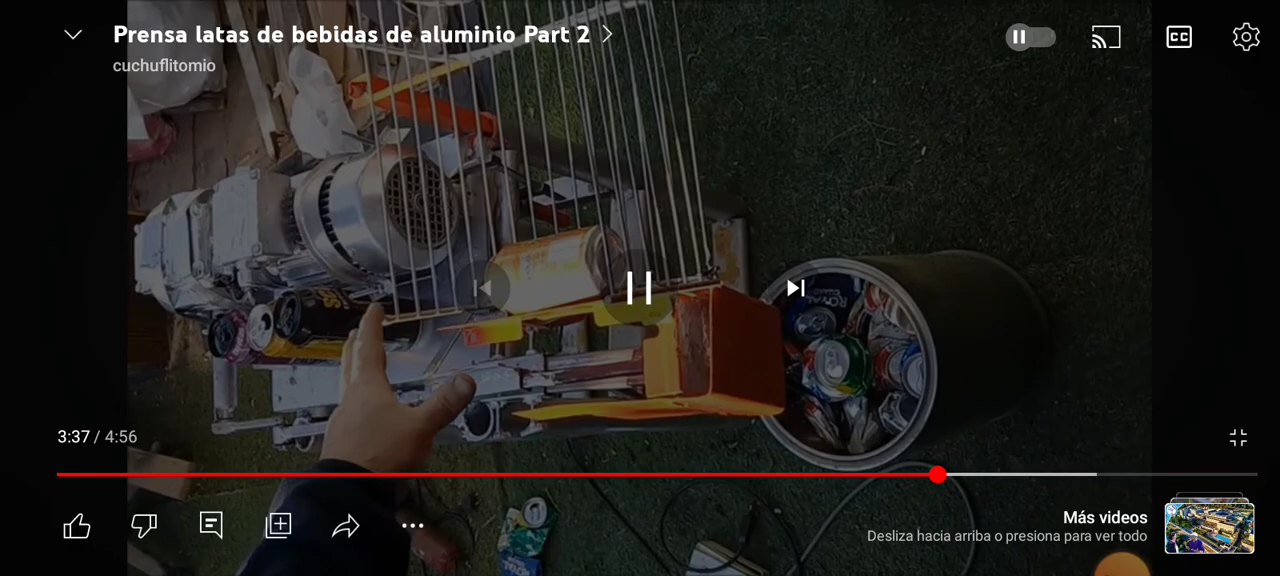 Prensa latas de bebidas de aluminio Part 2
cuchuflitomio
CC
ROYAL
3:37 / 4:56
Más videos
Desliza hacia arriba o presiona para ver todo